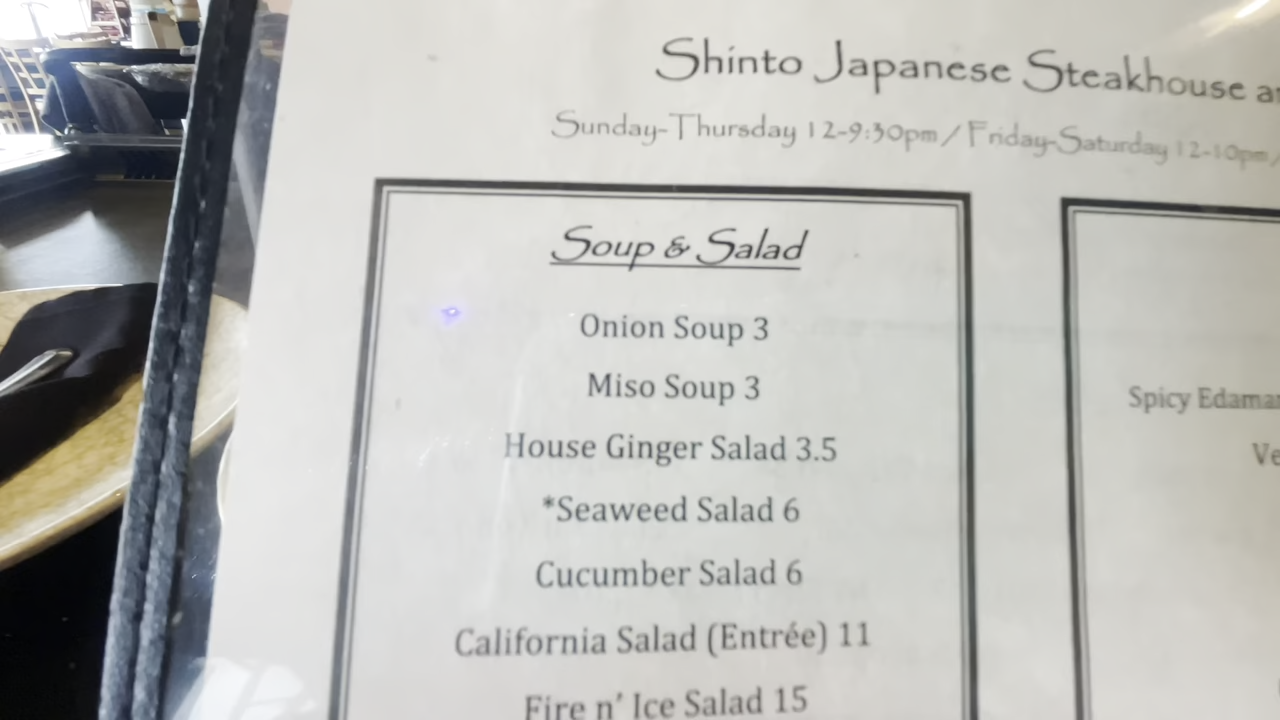 Shinto Japanese Steakhouse
Sunday-Thursday 12-9:30pm / Friday-Saturday 12-10pm/
Soup & Salad
Onion Soup 3
Miso Soup 3
House Ginger Salad 3.5
*Seaweed Salad 6
Cucumber Salad 6
California Salad (Entrée) 11
Fire n' Ice Salad 15
Spicy